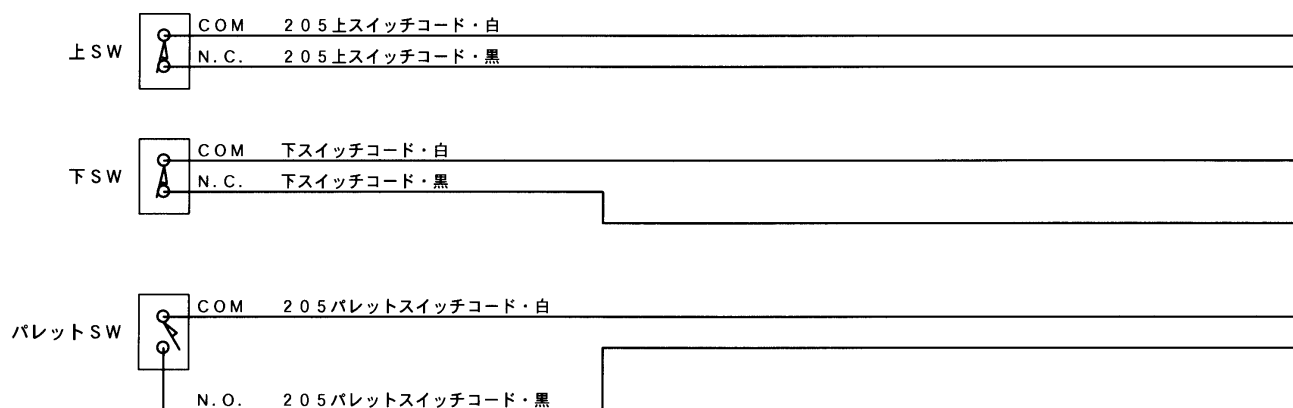 COM 205上スイッチコード・白
上SW
N.C. 205上スイッチコード・黒
COM 下スイッチコード・白
下SW
N.C. 下スイッチコード・黒
COM 205パレットスイッチコード・白
パレットSW
N.O. 205パレットスイッチコード・黒